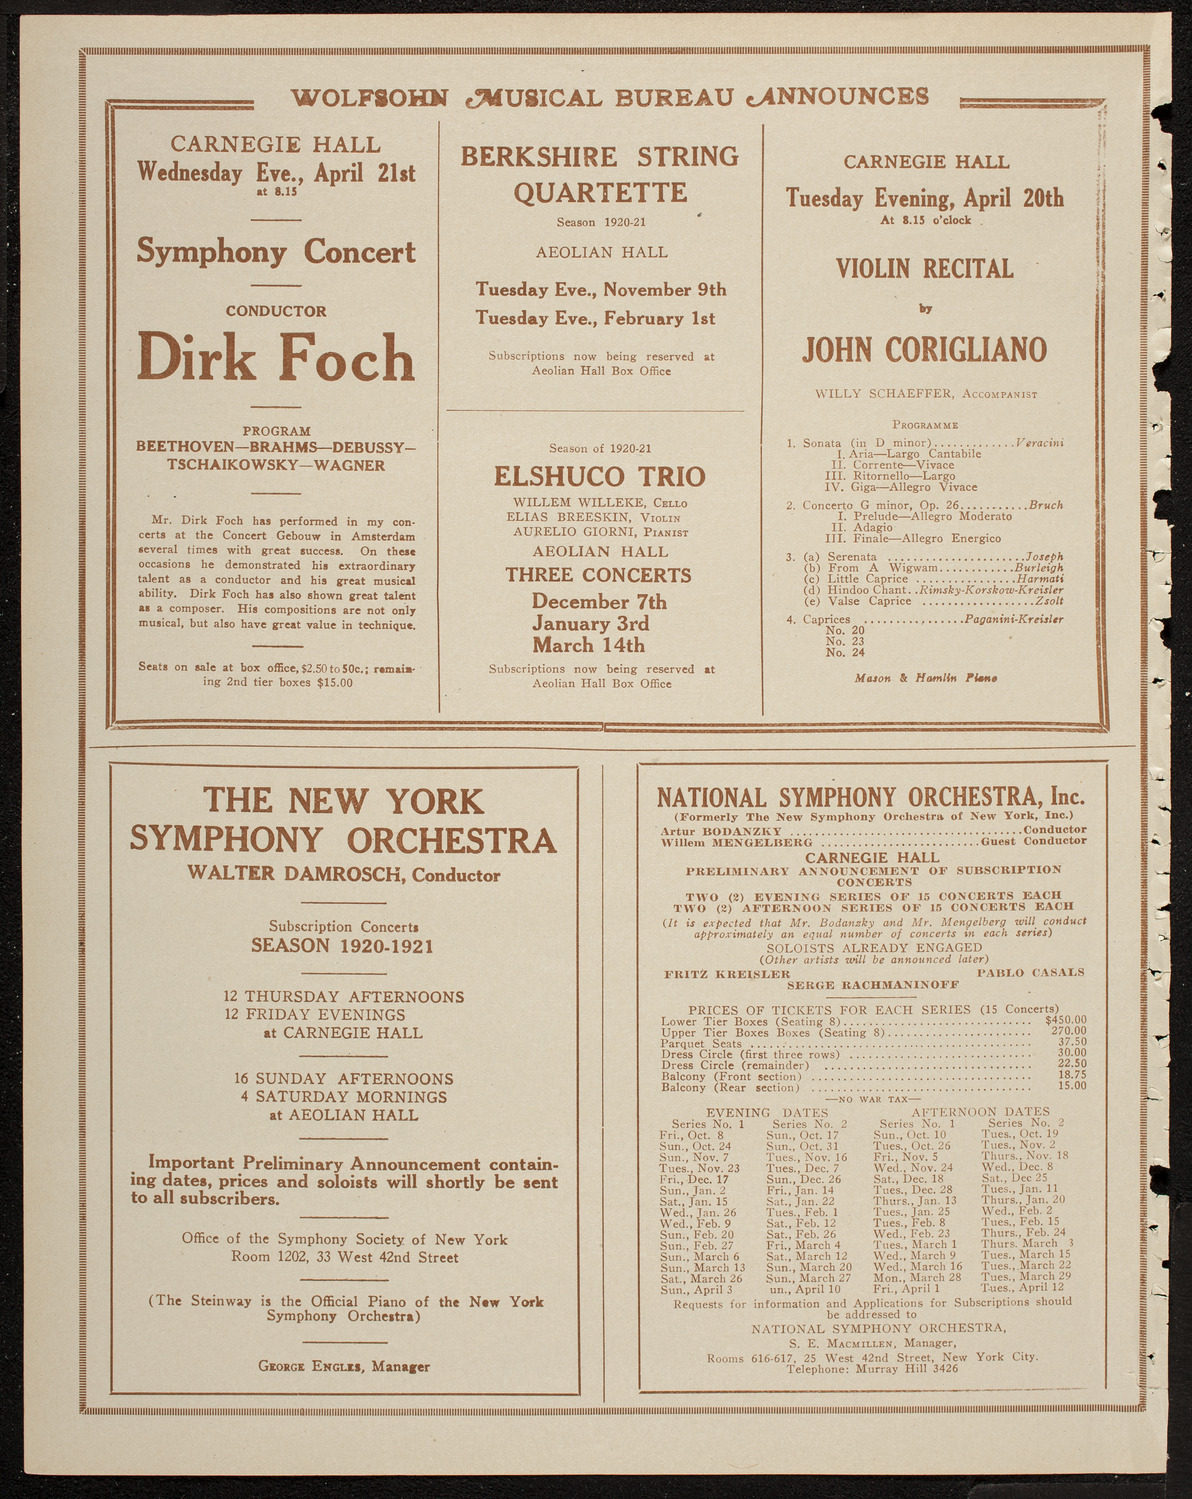 WOLFSOHN MUSICAL BUREAU ANNOUNCES
CARNEGIE HALL
Wednesday Eve., April 21st
at 8.15
Symphony Concert
CONDUCTOR
Dirk Foch
PROGRAM
BEETHOVEN—BRAHMS—DEBUSSY—
TSCHAIKOWSKY—WAGNER
Mr. Dirk Foch has performed in my con-
certs at the Concert Gebouw in Amsterdam
several times with great success. On these
occasions he demonstrated his extraordinary
talent as a conductor and his great musical
ability. Dirk Foch has also shown great talent
as a composer. His compositions are not only
musical, but also have great value in technique.
Seats on sale at box office, $2.50 to 50c.; remain-
ing 2nd tier boxes $15.00
BERKSHIRE STRING
QUARTETTE
Season 1920-21
AEOLIAN HALL
Tuesday Eve., November 9th
Tuesday Eve., February 1st
Subscriptions now being reserved at
Aeolian Hall Box Office
Season of 1920-21
ELSHUCO TRIO
WILLEM WILLEKE, CELLO
ELIAS BREESKIN, VIOLIN
AURELIO GIORNI, PIANIST
AEOLIAN HALL
THREE CONCERTS
December 7th
January 3rd
March 14th
Subscriptions now being reserved at
Aeolian Hall Box Office
CARNEGIE HALL
Tuesday Evening, April 20th
At 8.15 o'clock
VIOLIN RECITAL
by
JOHN CORIGLIANO
WILLY SCHAEFFER, ACCOMPANIST
PROGRAMME
1. Sonata (in D minor).............Veracini
I. Aria—Largo Cantabile
II. Corrente—Vivace
III. Ritornello—Largo
IV. Giga—Allegro Vivace
2. Concerto G minor, Op. 26...........Bruch
I. Prelude—Allegro Moderato
II. Adagio
III. Finale—Allegro Energico
3. (a) Serenata .....................Joseph
(b) From A Wigwam............Burleigh
(c) Little Caprice ................Harmati
(d) Hindoo Chant..Rimsky-Korskow-Kreisler
(e) Valse Caprice ..................Zsolt
4. Caprices ................Paganini-Kreisler
No. 20
No. 23
No. 24
Mason & Hamlin Piano
THE NEW YORK
SYMPHONY ORCHESTRA
WALTER DAMROSCH, Conductor
Subscription Concerts
SEASON 1920-1921
12 THURSDAY AFTERNOONS
12 FRIDAY EVENINGS
at CARNEGIE HALL
16 SUNDAY AFTERNOONS
4 SATURDAY MORNINGS
at AEOLIAN HALL
Important Preliminary Announcement contain-
ing dates, prices and soloists will shortly be sent
to all subscribers.
Office of the Symphony Society of New York
Room 1202, 33 West 42nd Street
(The Steinway is the Official Piano of the New York
Symphony Orchestra)
GEORGE ENGLES, Manager
NATIONAL SYMPHONY ORCHESTRA, Inc.
(Formerly The New Symphony Orchestra of New York, Inc.)
Artur BODANZKY ....................................Conductor
Willem MENGELBERG .........................Guest Conductor
CARNEGIE HALL
PRELIMINARY ANNOUNCEMENT OF SUBSCRIPTION
CONCERTS
TWO (2) EVENING SERIES OF 15 CONCERTS EACH
TWO (2) AFTERNOON SERIES OF 15 CONCERTS EACH
(It is expected that Mr. Bodanzky and Mr. Mengelberg will conduct
approximately an equal number of concerts in each series)
SOLOISTS ALREADY ENGAGED
(Other artists will be announced later)
FRITZ KREISLER PABLO CASALS
SERGE RACHMANINOFF
PRICES OF TICKETS FOR EACH SERIES (15 Concerts)
Lower Tier Boxes (Seating 8)............................. $450.00
Upper Tier Boxes Boxes (Seating 8)...................... 270.00
Parquet Seats ........................................... 37.50
Dress Circle (first three rows) ............................ 30.00
Dress Circle (remainder) ................................ 22.50
Balcony (Front section) .................................. 18.75
Balcony (Rear section) .................................. 15.00
—NO WAR TAX—
EVENING DATES AFTERNOON DATES
Series No. 1 Series No. 2 Series No. 1 Series No. 2
Fri., Oct. 8 Sun., Oct. 17 Sun., Oct. 10 Tues., Oct. 19
Sun., Oct. 24 Sun., Oct. 31 Tues., Oct. 26 Tues., Nov. 2
Sun., Nov. 7 Tues., Nov. 16 Fri., Nov. 5 Thurs., Nov. 18
Tues., Nov. 23 Tues., Dec. 7 Wed., Nov. 24 Wed., Dec. 8
Fri., Dec. 17 Sun., Dec. 26 Sat., Dec. 18 Sat., Dec 25
Sun., Jan. 2 Fri., Jan. 14 Tues., Dec. 28 Tues., Jan. 11
Sat., Jan. 15 Sat., Jan. 22 Thurs., Jan. 13 Thurs., Jan. 20
Wed., Jan. 26 Tues., Feb. 1 Tues., Jan. 25 Wed., Feb. 2
Wed., Feb. 9 Sat., Feb. 12 Tues., Feb. 8 Tues., Feb. 15
Sun., Feb. 20 Sat., Feb. 26 Wed., Feb. 23 Thurs., Feb. 24
Sun., Feb. 27 Fri., March 4 Tues., March 1 Thurs. March 3
Sun., March 6 Sat., March 12 Wed., March 9 Tues., March 15
Sun., March 13 Sun., March 20 Wed., March 16 Tues., March 22
Sat., March 26 Sun., March 27 Mon., March 28 Tues., March 29
Sun., April 3 un., April 10 Fri., April 1 Tues., April 12
Requests for information and Applications for Subscriptions should
be addressed to
NATIONAL SYMPHONY ORCHESTRA,
S. E. MACMILLEN, Manager,
Rooms 616-617, 25 West 42nd Street, New York City.
Telephone: Murray Hill 3426